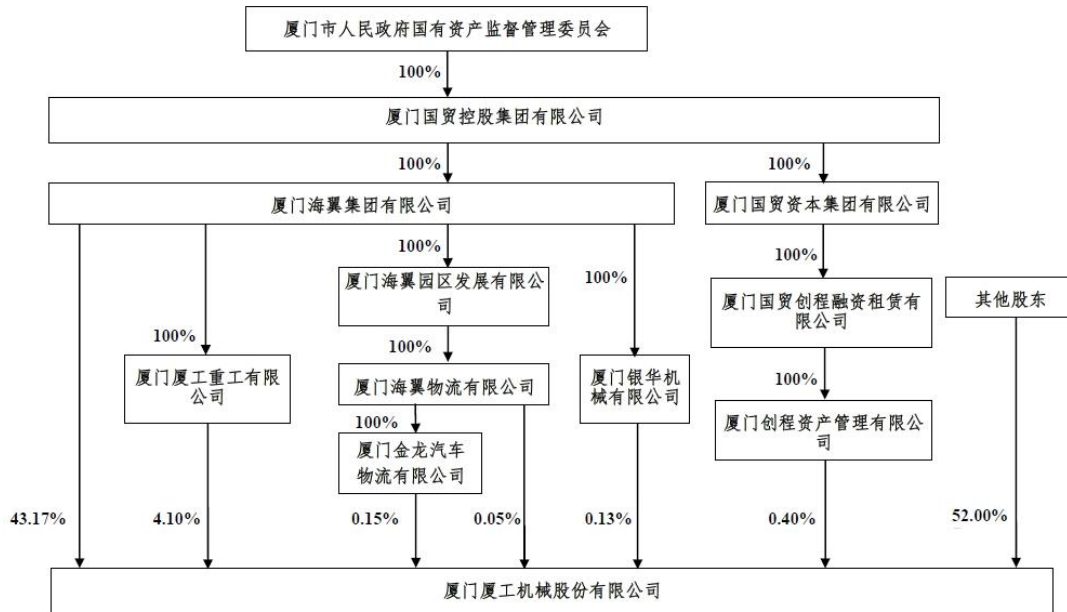 厦门市人民政府国有资产监督管理委员会
100%
厦门国贸控股集团有限公司
100%
100%
厦门海翼集团有限公司
厦门国贸资本集团有限公司
100%
100%
100%
厦门海翼园区发展有限公
司
厦门国贸创程融资租赁有
限公司
其他股东
100%
100%
厦门厦工重工有限
公司
厦门海翼物流有限公司
厦门银华机
械有限公司
100%
100%
厦门创程资产管理有限公
司
厦门金龙汽车
物流有限公司
43.17%
4.10%
0.15%
0.05%
0.13%
0.40%
52.00%
厦门厦工机械股份有限公司